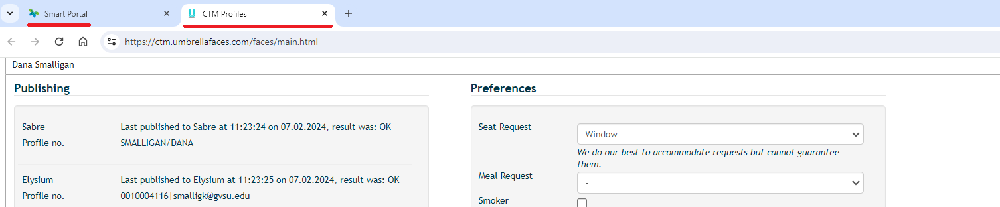 Smart Portal
CTM Profiles
https://ctm.umbrellafaces.com/faces/main.html
Dana Smalligan
Publishing
Sabre Last published to Sabre at 11:23:24 on 07.02.2024, result was: OK
Profile no. SMALLIGAN/DANA
Elysium Last published to Elysium at 11:23:25 on 07.02.2024, result was: OK
Profile no. 0010004116|smalligk@gvsu.edu
Preferences
Seat Request Window
We do our best to accommodate requests but cannot guarantee
them.
Meal Request -
Smoker